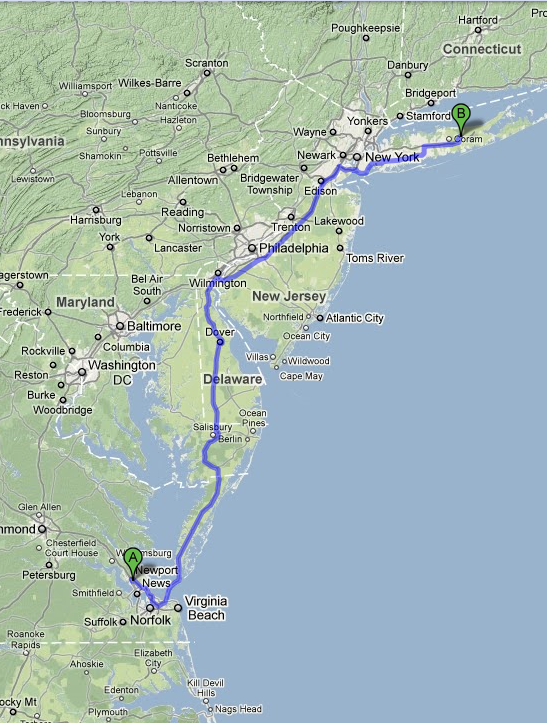 Hartford
Poughkeepsie
Connecticut
Danbury
Scranton
Williamsport
Wilkes-Barre
Bridgeport
ck Haven
Nanticoke
B
Bloomsburg
Hazleton
Stamford
Yonkers
Sunbury
Wayne
Coram
nnsylvania
Shamokin
Pottsville
Newark
New York
Bethlehem
Lewistown
Allentown
Bridgewater
Township
Edison
Lebanon
Reading
Harrisburg
Norristown
Trenton
Lakewood
York
Lancaster
Philadelphia
Toms River
agerstown
Bel Air
South
Wilmington
Maryland
New Jersey
Frederick
Northfield
Atlantic City
Baltimore
Dover
Ocean City
Columbia
Rockville
Villas
Wildwood
Reston
Washington
DC
Cape May
Burke
Delaware
Woodbridge
Ocean
Pines
Salisbury
Berlin
Glen Allen
mond
Chesterfield
Court House
A
Newport
News
Petersburg
Smithfield
Virginia
Beach
Suffolk
Norfolk
Roanoke
Rapids
Elizabeth
City
Ahoskie
Kill Devil
Hills
Edenton
ocky Mt
Nags Head
Plymouth